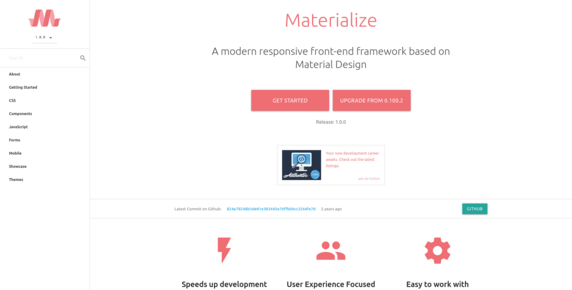 1.0.0
Search
About
Getting Started
CSS
Components
JavaScript
Forms
Mobile
Showcase
Themes
Materialize
A modern responsive front-end framework based on
Material Design
GET STARTED
UPGRADE FROM 0.100.2
Release: 1.0.0
Your new development career
awaits. Check out the latest
listings.
ads via Carbon
Latest Commit on Github:
2 years ago
GITHUB
Speeds up development
User Experience Focused
Easy to work with